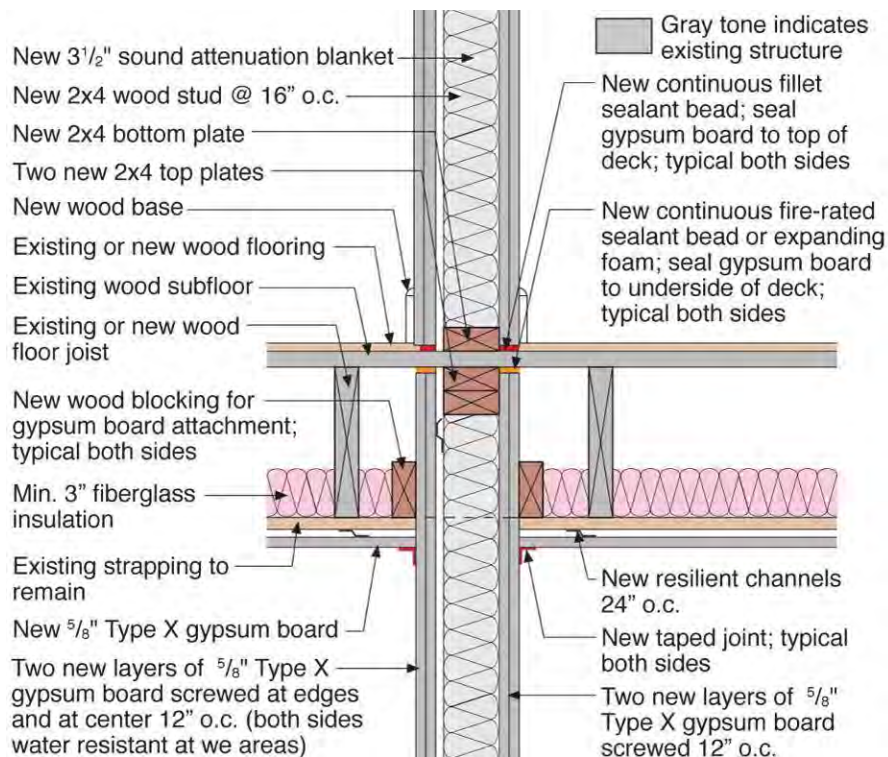 New 3 1/2" sound attenuation blanket
New 2x4 wood stud @ 16" o.c.
New 2x4 bottom plate
Two new 2x4 top plates
New wood base
Existing or new wood flooring
Existing wood subfloor
Existing or new wood
floor joist
New wood blocking for
gypsum board attachment;
typical both sides
Min. 3" fiberglass
insulation
Existing strapping to
remain
New 5/8" Type X gypsum board
Two new layers of 5/8" Type X
gypsum board screwed at edges
and at center 12" o.c. (both sides
water resistant at we areas)
Gray tone indicates
existing structure
New continuous fillet
sealant bead; seal
gypsum board to top of
deck; typical both sides
New continuous fire-rated
sealant bead or expanding
foam; seal gypsum board
to underside of deck;
typical both sides
New resilient channels
24" o.c.
New taped joint; typical
both sides
Two new layers of 5/8"
Type X gypsum board
screwed 12" o.c.